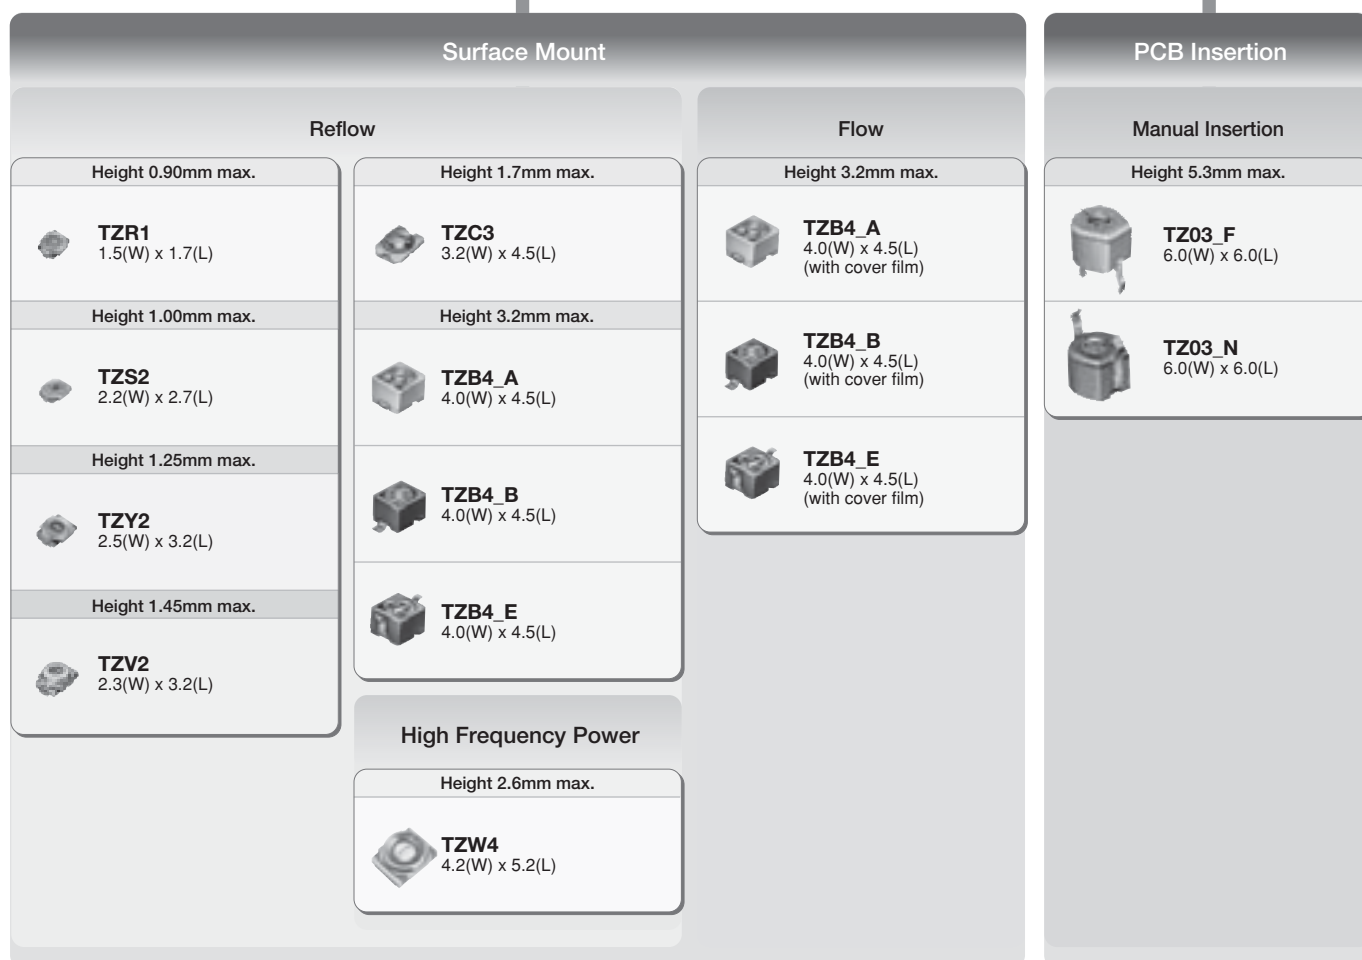 Surface Mount
Reflow
Height 0.90mm max.
TZR1
1.5(W) x 1.7(L)
Height 1.00mm max.
TZS2
2.2(W) x 2.7(L)
Height 1.25mm max.
TZY2
2.5(W) x 3.2(L)
Height 1.45mm max.
TZV2
2.3(W) x 3.2(L)
Height 1.7mm max.
TZC3
3.2(W) x 4.5(L)
Height 3.2mm max.
TZB4_A
4.0(W) x 4.5(L)
TZB4_B
4.0(W) x 4.5(L)
TZB4_E
4.0(W) x 4.5(L)
High Frequency Power
Height 2.6mm max.
TZW4
4.2(W) x 5.2(L)
Flow
Height 3.2mm max.
TZB4_A
4.0(W) x 4.5(L)
(with cover film)
TZB4_B
4.0(W) x 4.5(L)
(with cover film)
TZB4_E
4.0(W) x 4.5(L)
(with cover film)
PCB Insertion
Manual Insertion
Height 5.3mm max.
TZ03_F
6.0(W) x 6.0(L)
TZ03_N
6.0(W) x 6.0(L)